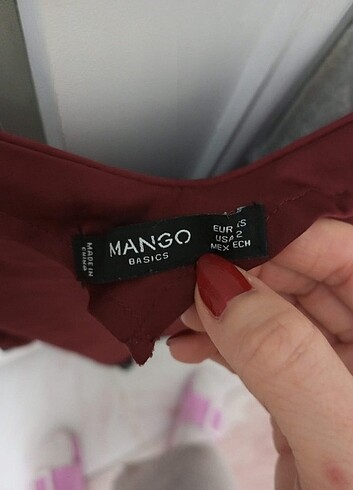 MANGO
BASICS
EUR XS
USA 2
MEX ECH
MADE IN
CHINA